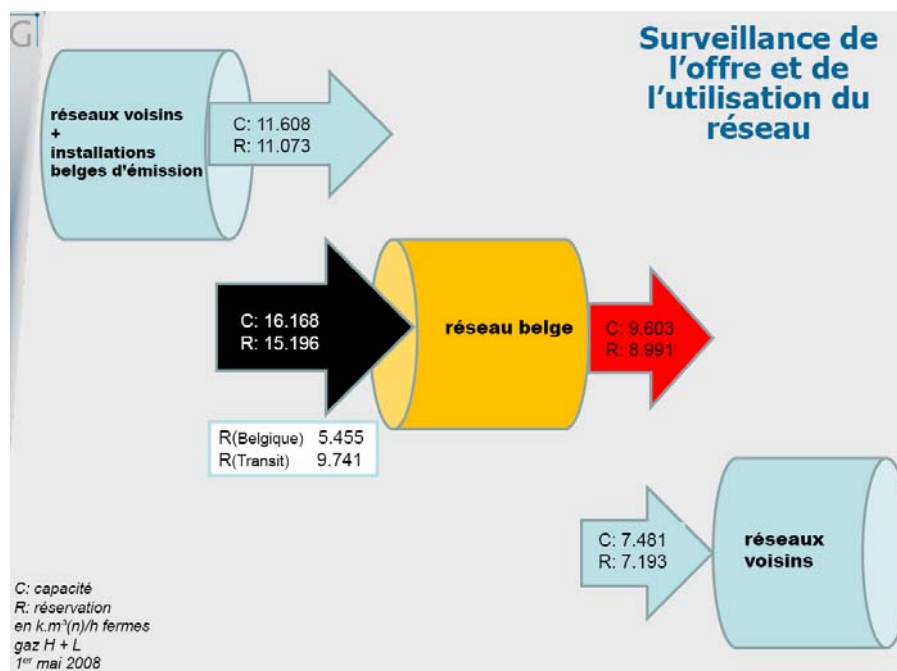 G
Surveillance de
l'offre et de
l'utilisation du
réseau
réseaux voisins
+
installations
belges d'émission
C: 11.608
R: 11.073
C: 16.168
R: 15.196
réseau belge
C: 9.603
R: 8.991
R(Belgique) 5.455
R(Transit) 9.741
C: 7.481
R: 7.193
réseaux
voisins
C: capacité
R: réservation
en k.m³(n)/h fermes
gaz H + L
1er mai 2008